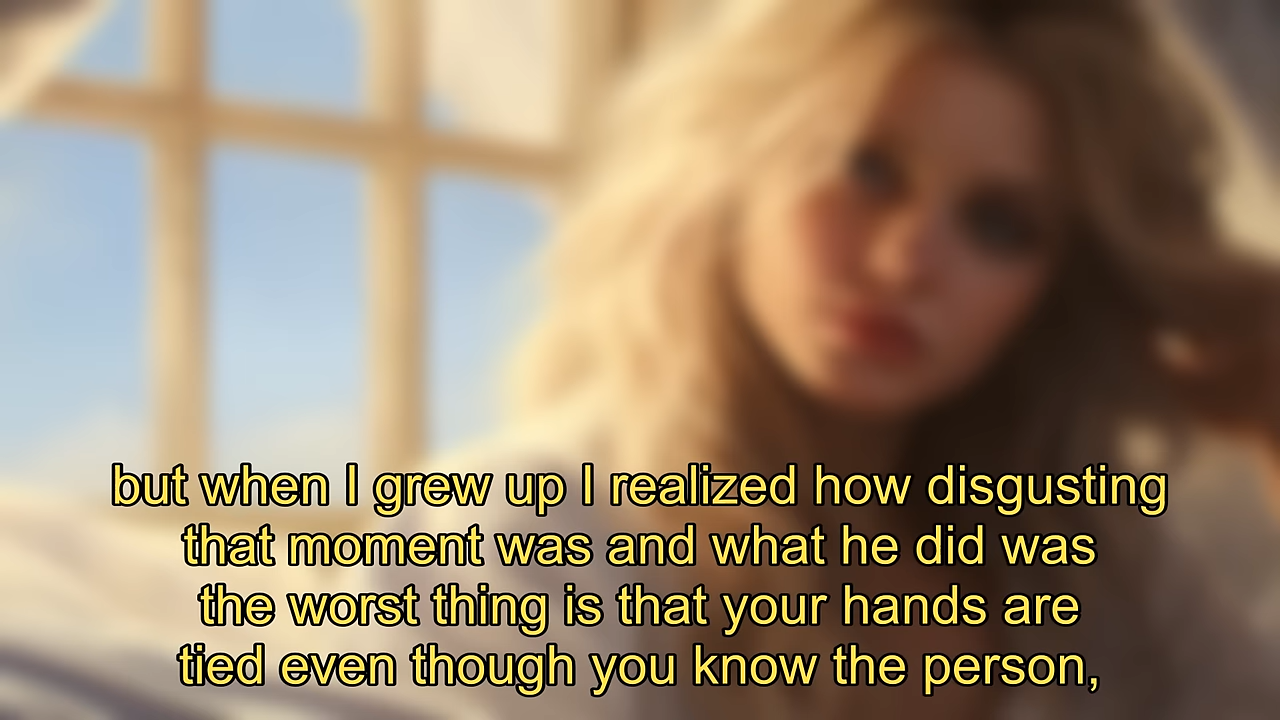 but when I grew up I realized how disgusting
that moment was and what he did was
the worst thing is that your hands are
tied even though you know the person,